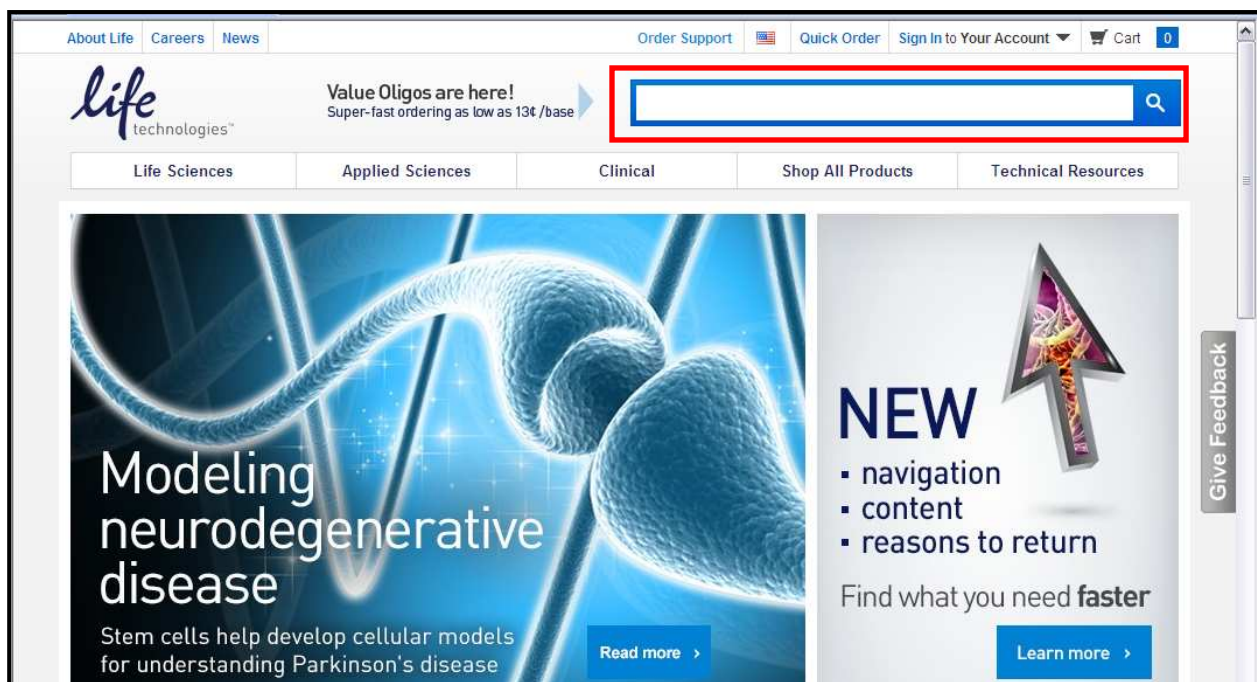 About Life Careers News Order Support Quick Order Sign In to Your Account Cart 0
life
technologies™
Value Oligos are here!
Super-fast ordering as low as 13¢ /base
Life Sciences Applied Sciences Clinical Shop All Products Technical Resources
Modeling
neurodegenerative
disease
Stem cells help develop cellular models
for understanding Parkinson's disease
Read more ›
NEW
▪ navigation
▪ content
▪ reasons to return
Find what you need faster
Learn more ›
Give Feedback